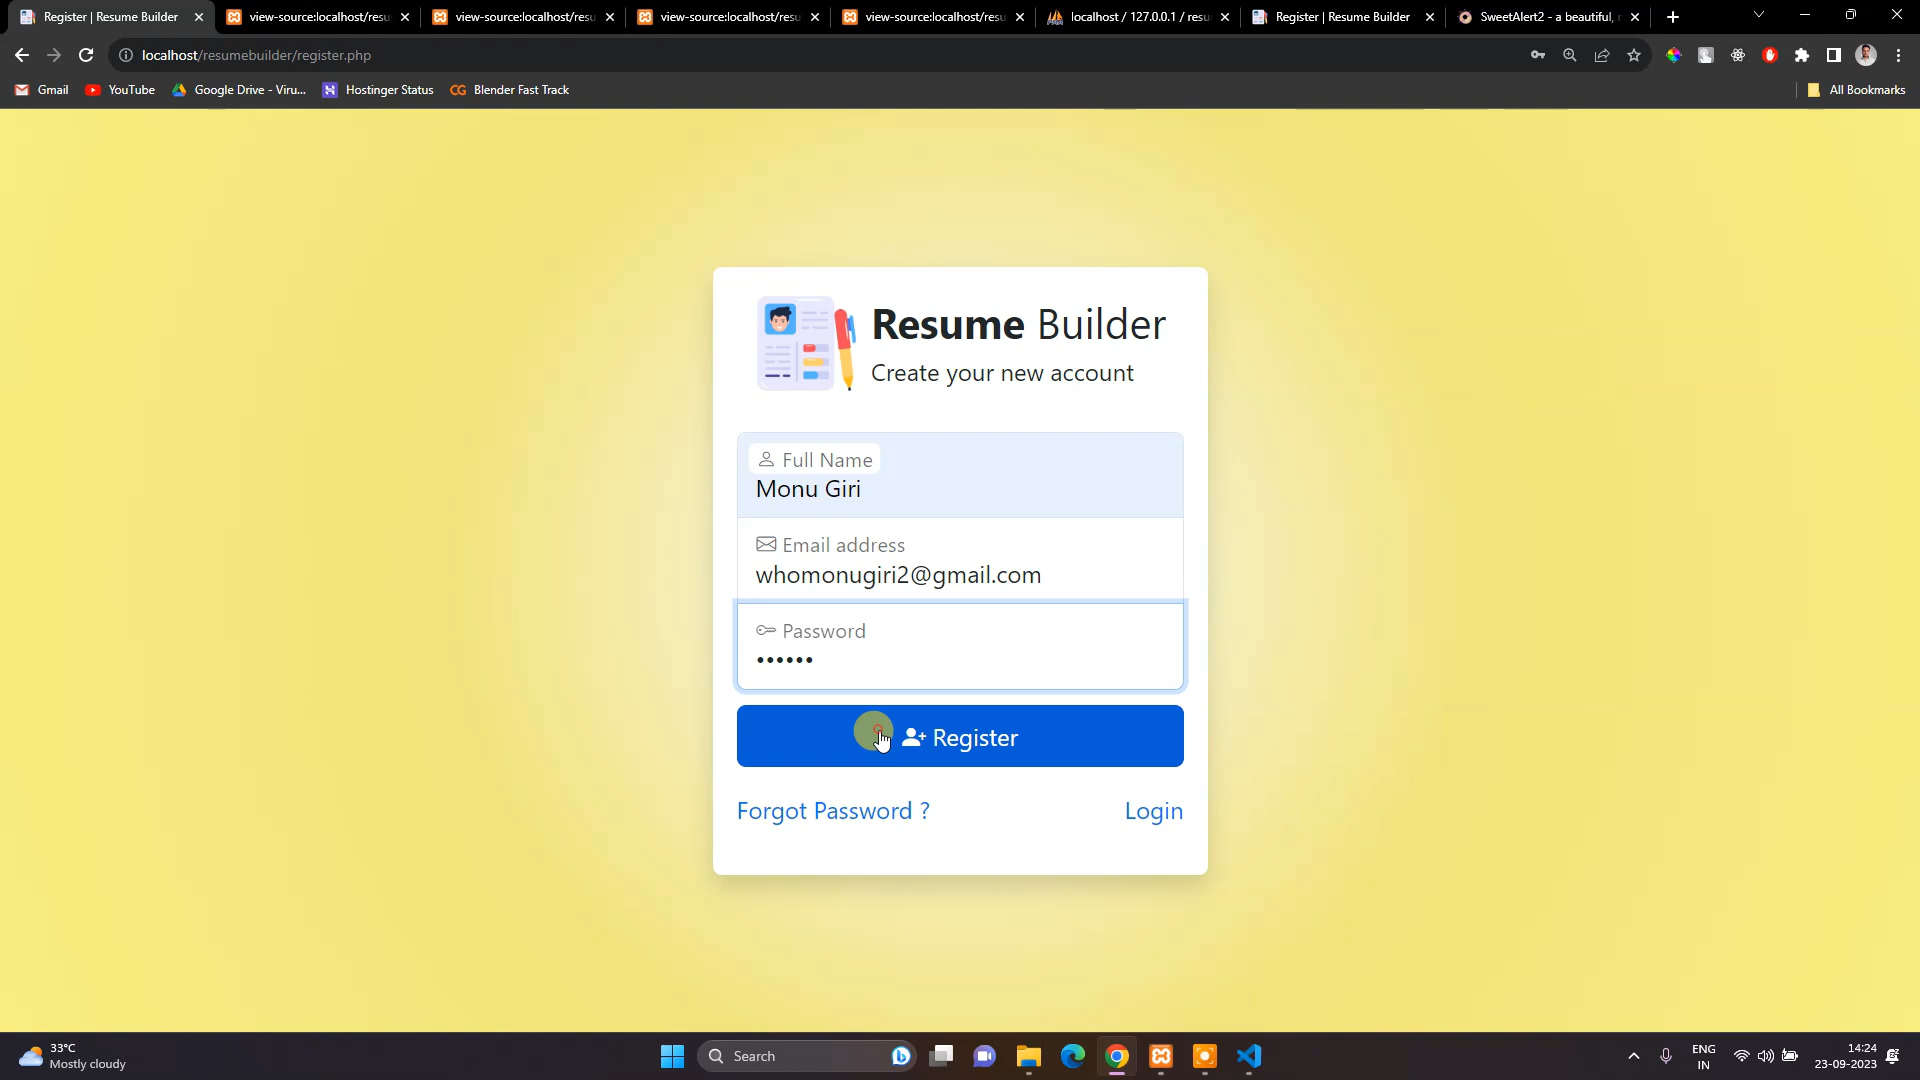 Register | Resume Builder
view-source:localhost/resu
view-source:localhost/resu
view-source:localhost/resu
view-source:localhost/resu
localhost / 127.0.0.1 / resu
Register | Resume Builder
SweetAlert2 - a beautiful, r
localhost/resumebuilder/register.php
Gmail
YouTube
Google Drive - Viru...
Hostinger Status
CG Blender Fast Track
All Bookmarks
Resume Builder
Create your new account
Full Name
Monu Giri
Email address
whomonugiri2@gmail.com
Password
••••••
Register
Forgot Password ?
Login
33°C
Mostly cloudy
Search
ENG
IN
14:24
23-09-2023